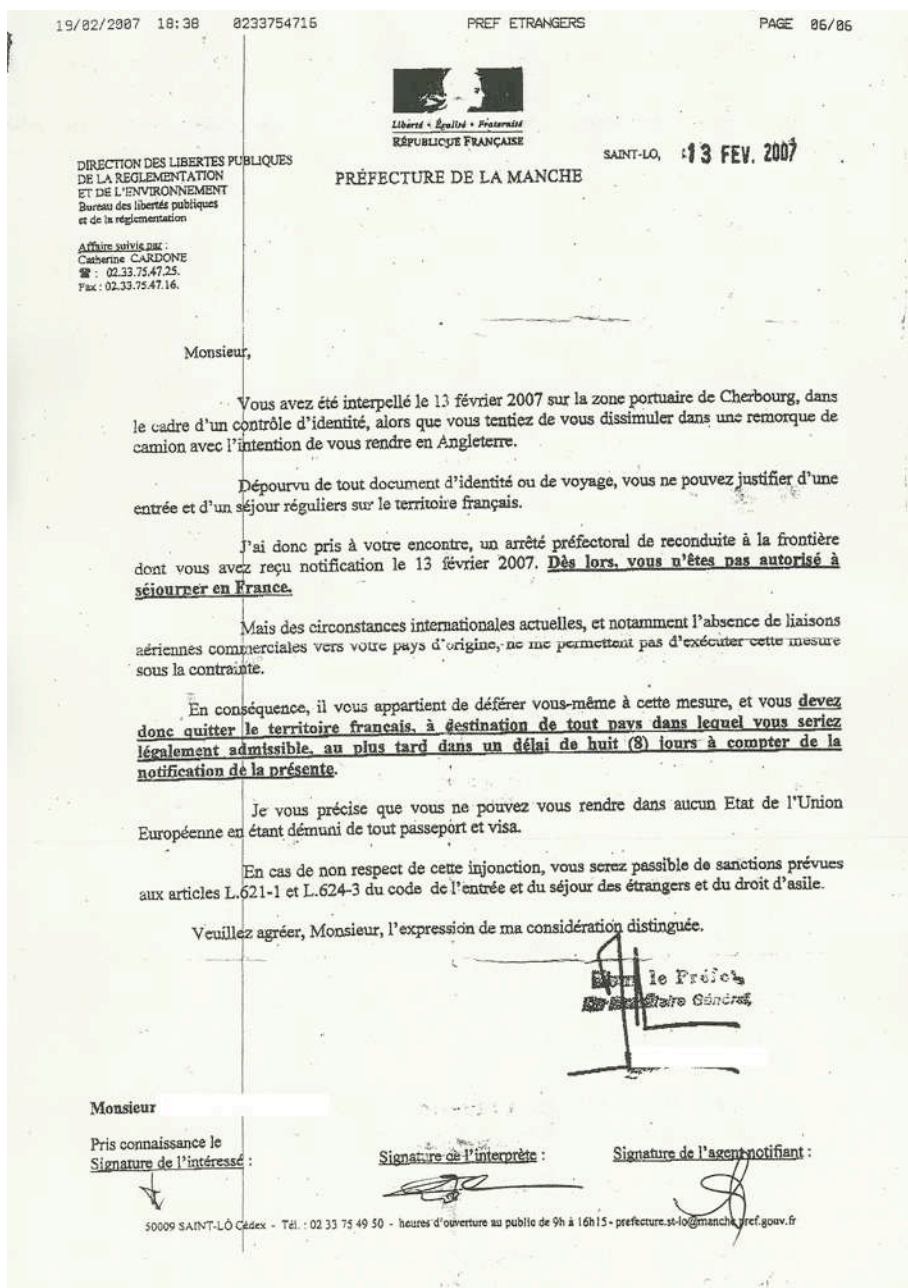 19/02/2007 18:38 0233754716 PREF ETRANGERS PAGE 06/06
Liberté • Égalité • Fraternité
RÉPUBLIQUE FRANÇAISE
SAINT-LO, 13 FEV. 2007
PRÉFECTURE DE LA MANCHE
DIRECTION DES LIBERTES PUBLIQUES
DE LA REGLEMENTATION
ET DE L'ENVIRONNEMENT
Bureau des libertés publiques
et de la réglementation
Affaire suivie par :
Catherine CARDONE
☎ : 02.33.75.47.25.
Fax : 02.33.75.47.16.
Monsieur,
Vous avez été interpellé le 13 février 2007 sur la zone portuaire de Cherbourg, dans
le cadre d'un contrôle d'identité, alors que vous tentiez de vous dissimuler dans une remorque de
camion avec l'intention de vous rendre en Angleterre.
Dépourvu de tout document d'identité ou de voyage, vous ne pouvez justifier d'une
entrée et d'un séjour réguliers sur le territoire français.
J'ai donc pris à votre encontre, un arrêté préfectoral de reconduite à la frontière
dont vous avez reçu notification le 13 février 2007. Dès lors, vous n'êtes pas autorisé à
séjourner en France.
Mais des circonstances internationales actuelles, et notamment l'absence de liaisons
aériennes commerciales vers votre pays d'origine, ne me permettent pas d'exécuter cette mesure
sous la contrainte.
En conséquence, il vous appartient de déférer vous-même à cette mesure, et vous devez
donc quitter le territoire français, à destination de tout pays dans lequel vous seriez
légalement admissible, au plus tard dans un délai de huit (8) jours à compter de la
notification de la présente.
Je vous précise que vous ne pouvez vous rendre dans aucun Etat de l'Union
Européenne en étant démuni de tout passeport et visa.
En cas de non respect de cette injonction, vous serez passible de sanctions prévues
aux articles L.621-1 et L.624-3 du code de l'entrée et du séjour des étrangers et du droit d'asile.
Veuillez agréer, Monsieur, l'expression de ma considération distinguée.
le Préfet,
Général,
Monsieur
Pris connaissance le
Signature de l'intéressé :
Signature de l'interprète :
Signature de l'agent notifiant :
50009 SAINT-LÔ Cédex - Tél. : 02 33 75 49 50 - heures d'ouverture au public de 9h à 16h15 - prefecture.st-lo@manche.pref.gouv.fr